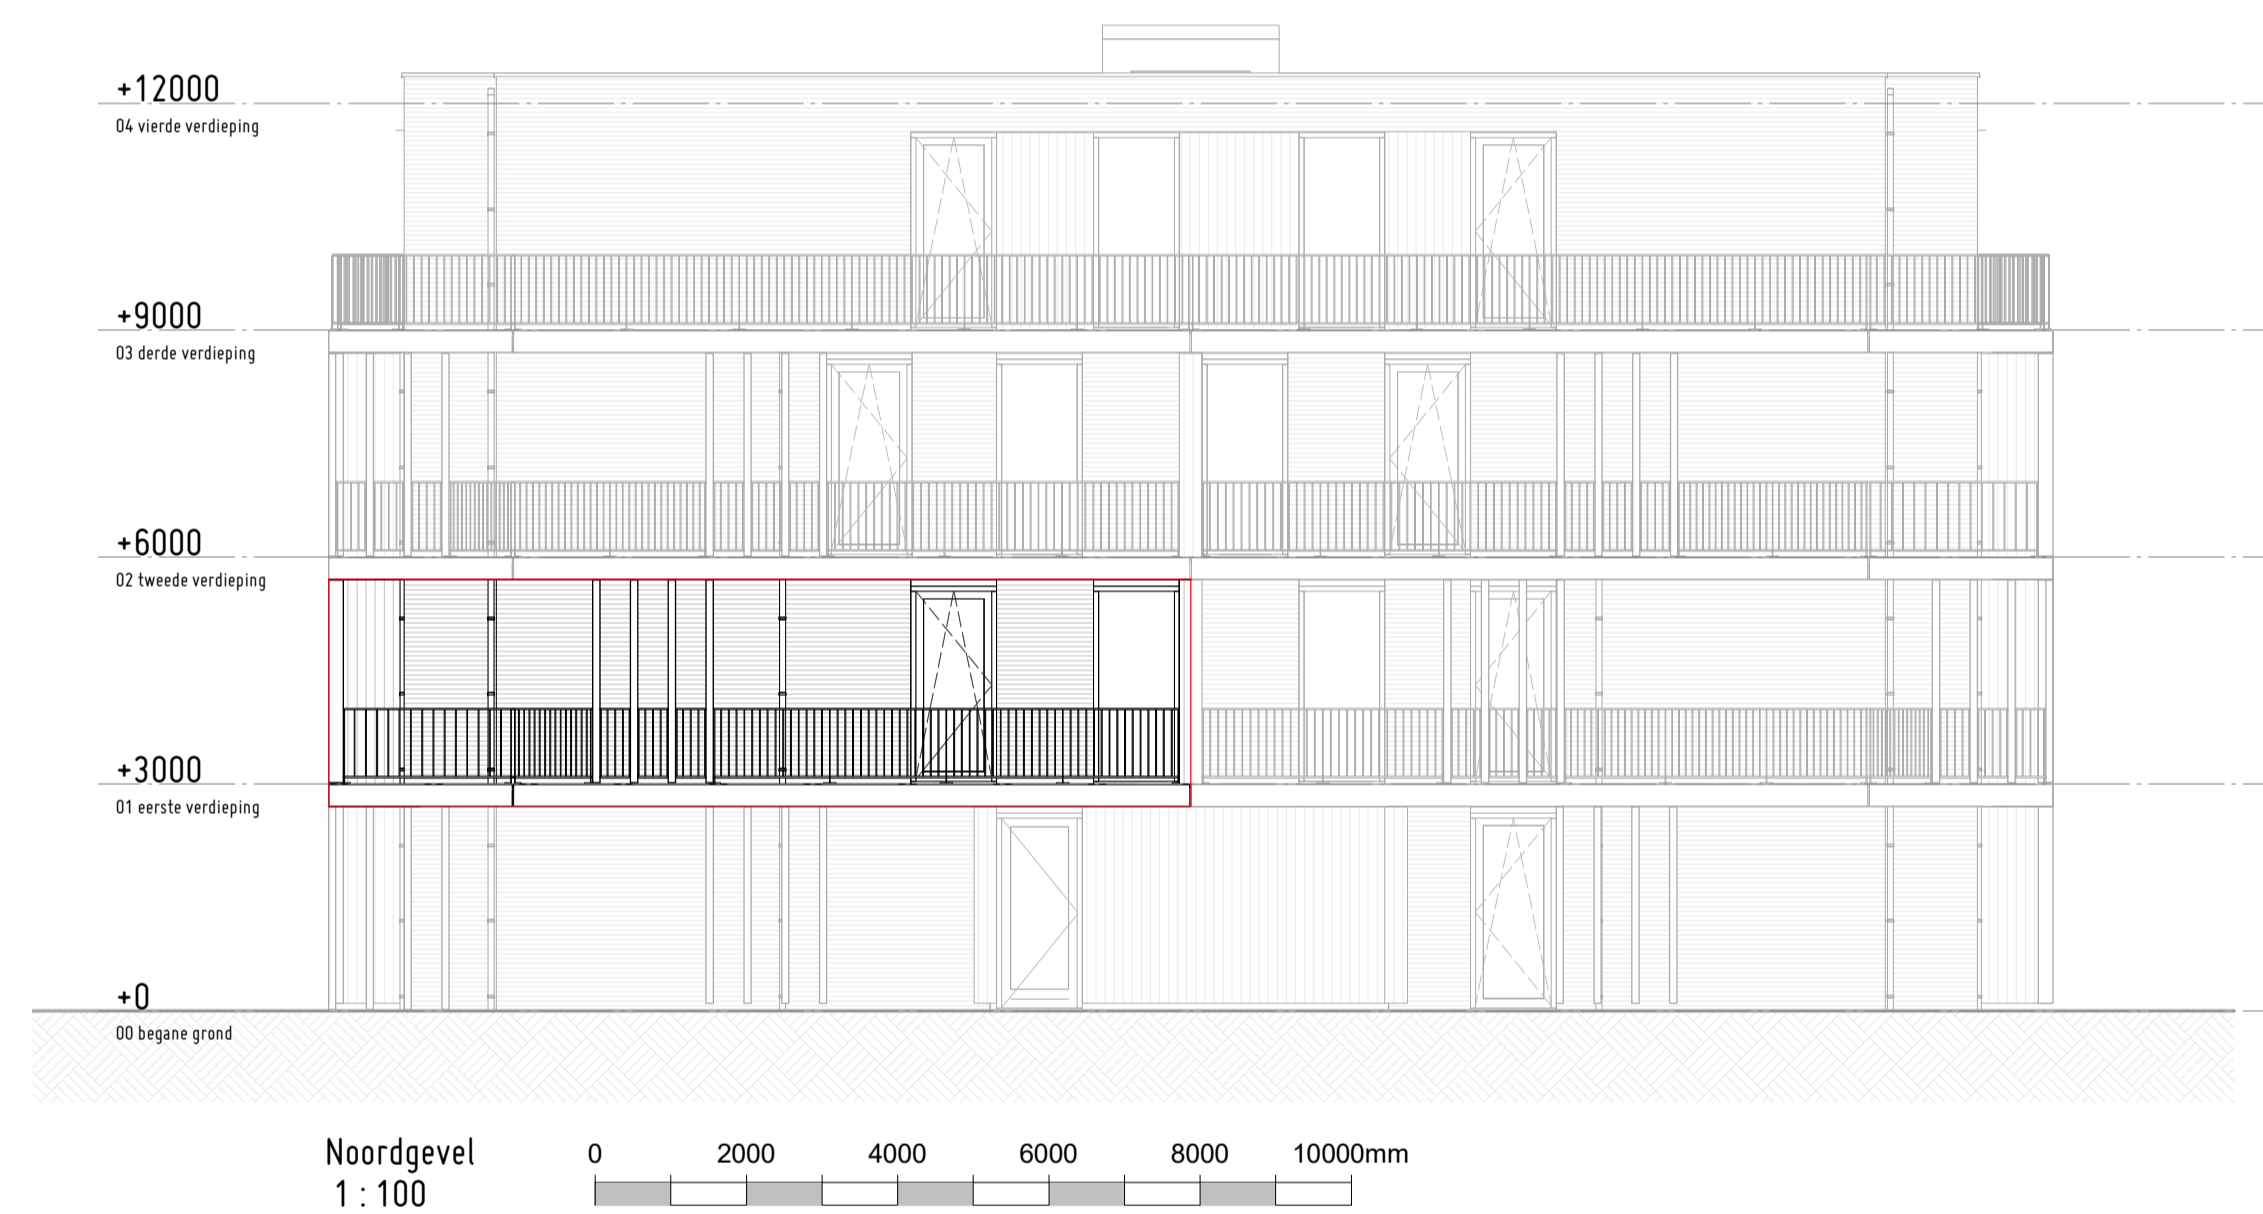 +12000
04 vierde verdieping
+9000
03 derde verdieping
+6000
02 tweede verdieping
+3000
01 eerste verdieping
+0
00 begane grond
Noordgevel
1 : 100
0 2000 4000 6000 8000 10000mm